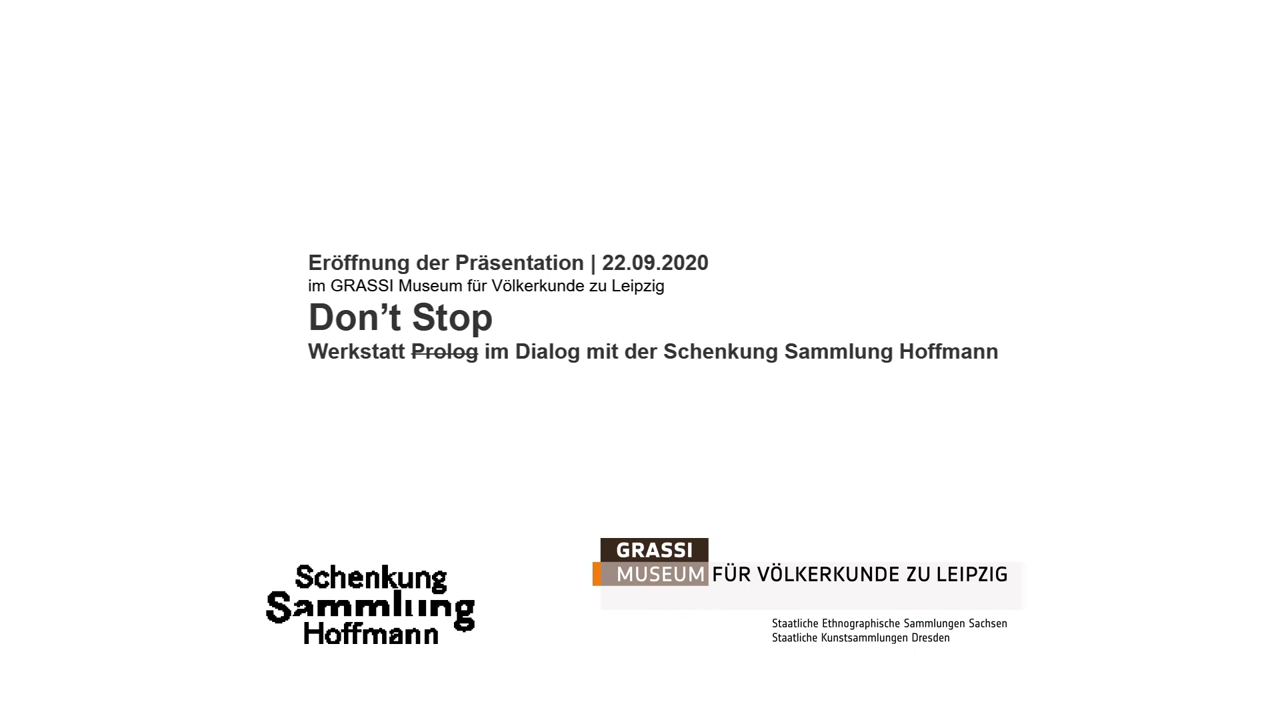 Eröffnung der Präsentation | 22.09.2020
im GRASSI Museum für Völkerkunde zu Leipzig
Don’t Stop
Werkstatt Prolog im Dialog mit der Schenkung Sammlung Hoffmann
Schenkung
Sammlung
Hoffmann
GRASSI
MUSEUM FÜR VÖLKERKUNDE ZU LEIPZIG
Staatliche Ethnographische Sammlungen Sachsen
Staatliche Kunstsammlungen Dresden